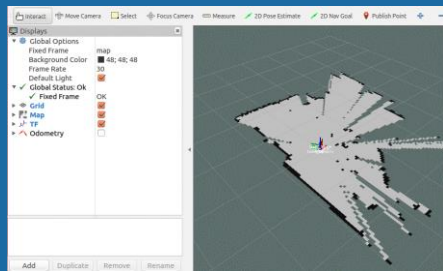 Interact Move Camera Select Focus Camera Measure 2D Pose Estimate 2D Nav Goal Publish Point
Displays
Global Options
Fixed Frame map
Background Color 48; 48; 48
Frame Rate 30
Default Light
Global Status: Ok
Fixed Frame OK
Grid
Map
TF
Odometry
Add Duplicate Remove Rename